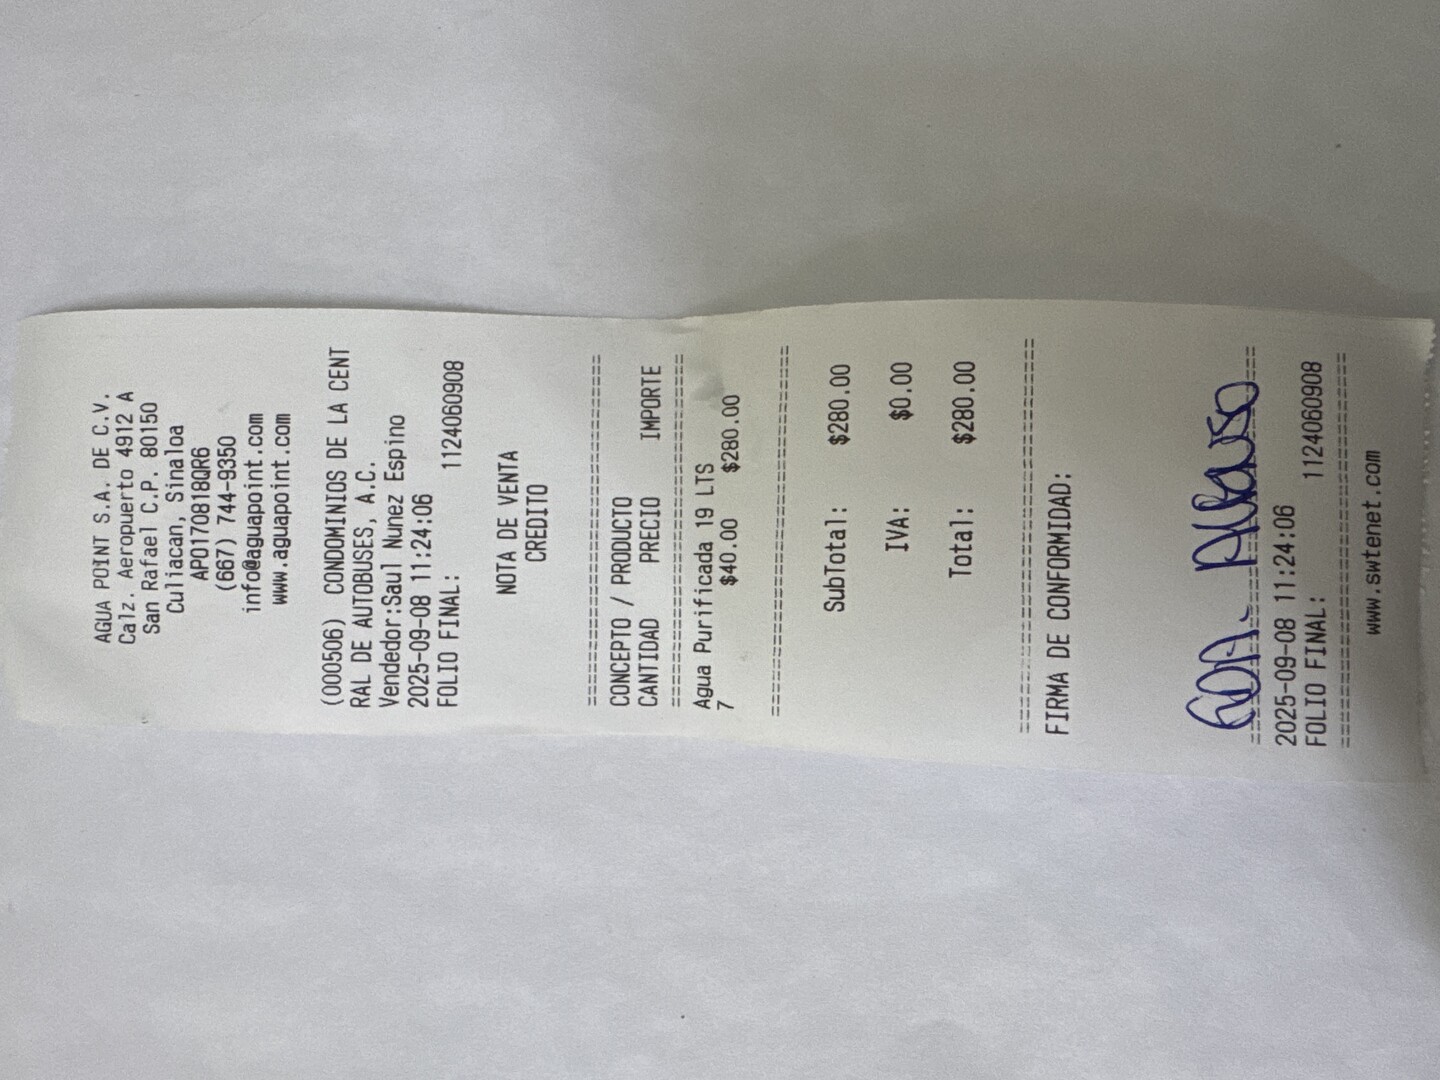 AGUA POINT S.A. DE C.V.
Calz. Aeropuerto 4912 A
San Rafael C.P. 80150
Culiacan, Sinaloa
APO170818QR6
(667) 744-9350
info@aguapoint.com
www.aguapoint.com
(000506) CONDOMINIOS DE LA CENT
RAL DE AUTOBUSES, A.C.
Vendedor:Saul Nunez Espino
2025-09-08 11:24:06
FOLIO FINAL: 1124060908
NOTA DE VENTA
CREDITO
CONCEPTO / PRODUCTO
CANTIDAD PRECIO IMPORTE
Agua Purificada 19 LTS
7 $40.00 $280.00
SubTotal: $280.00
IVA: $0.00
Total: $280.00
FIRMA DE CONFORMIDAD:
2025-09-08 11:24:06
FOLIO FINAL: 1124060908
www.swtenet.com